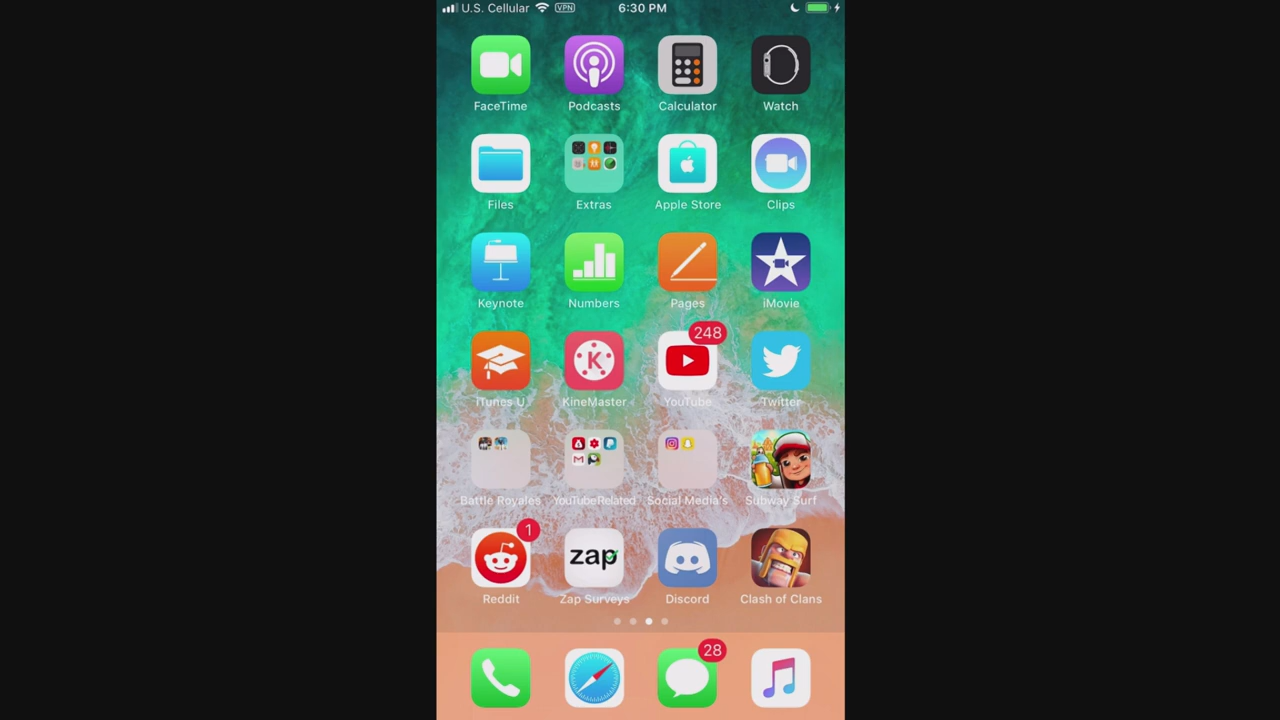 U.S. Cellular VPN 6:30 PM
FaceTime Podcasts Calculator Watch
Files Extras Apple Store Clips
Keynote Numbers Pages iMovie
248
K
iTunes U KineMaster YouTube Twitter
Battle Royales YouTube Related Social Media's Subway Surf
1
zap
Reddit Zap Surveys Discord Clash of Clans
28